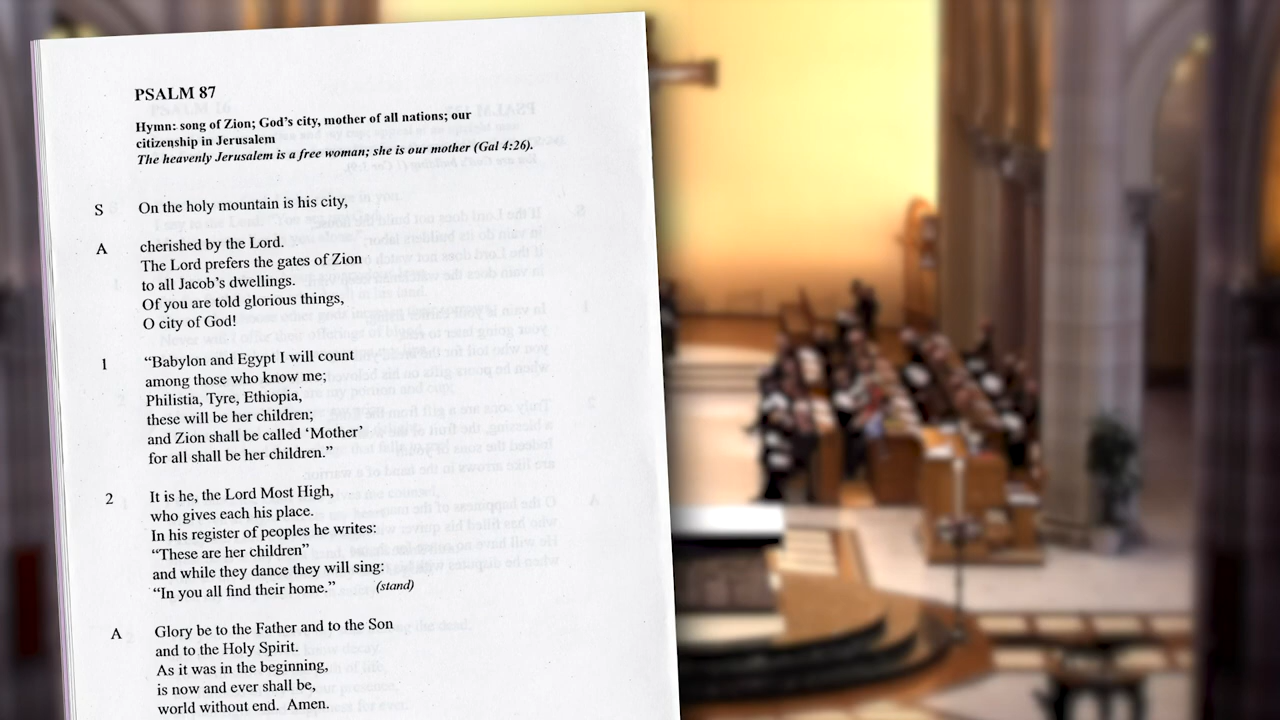 PSALM 87
Hymn: song of Zion; God's city, mother of all nations; our
citizenship in Jerusalem
The heavenly Jerusalem is a free woman; she is our mother (Gal 4:26).
S On the holy mountain is his city,
A cherished by the Lord.
The Lord prefers the gates of Zion
to all Jacob's dwellings.
Of you are told glorious things,
O city of God!
1 “Babylon and Egypt I will count
among those who know me;
Philistia, Tyre, Ethiopia,
these will be her children;
and Zion shall be called ‘Mother’
for all shall be her children.”
2 It is he, the Lord Most High,
who gives each his place.
In his register of peoples he writes:
“These are her children”
and while they dance they will sing:
“In you all find their home.” (stand)
A Glory be to the Father and to the Son
and to the Holy Spirit.
As it was in the beginning,
is now and ever shall be,
world without end. Amen.